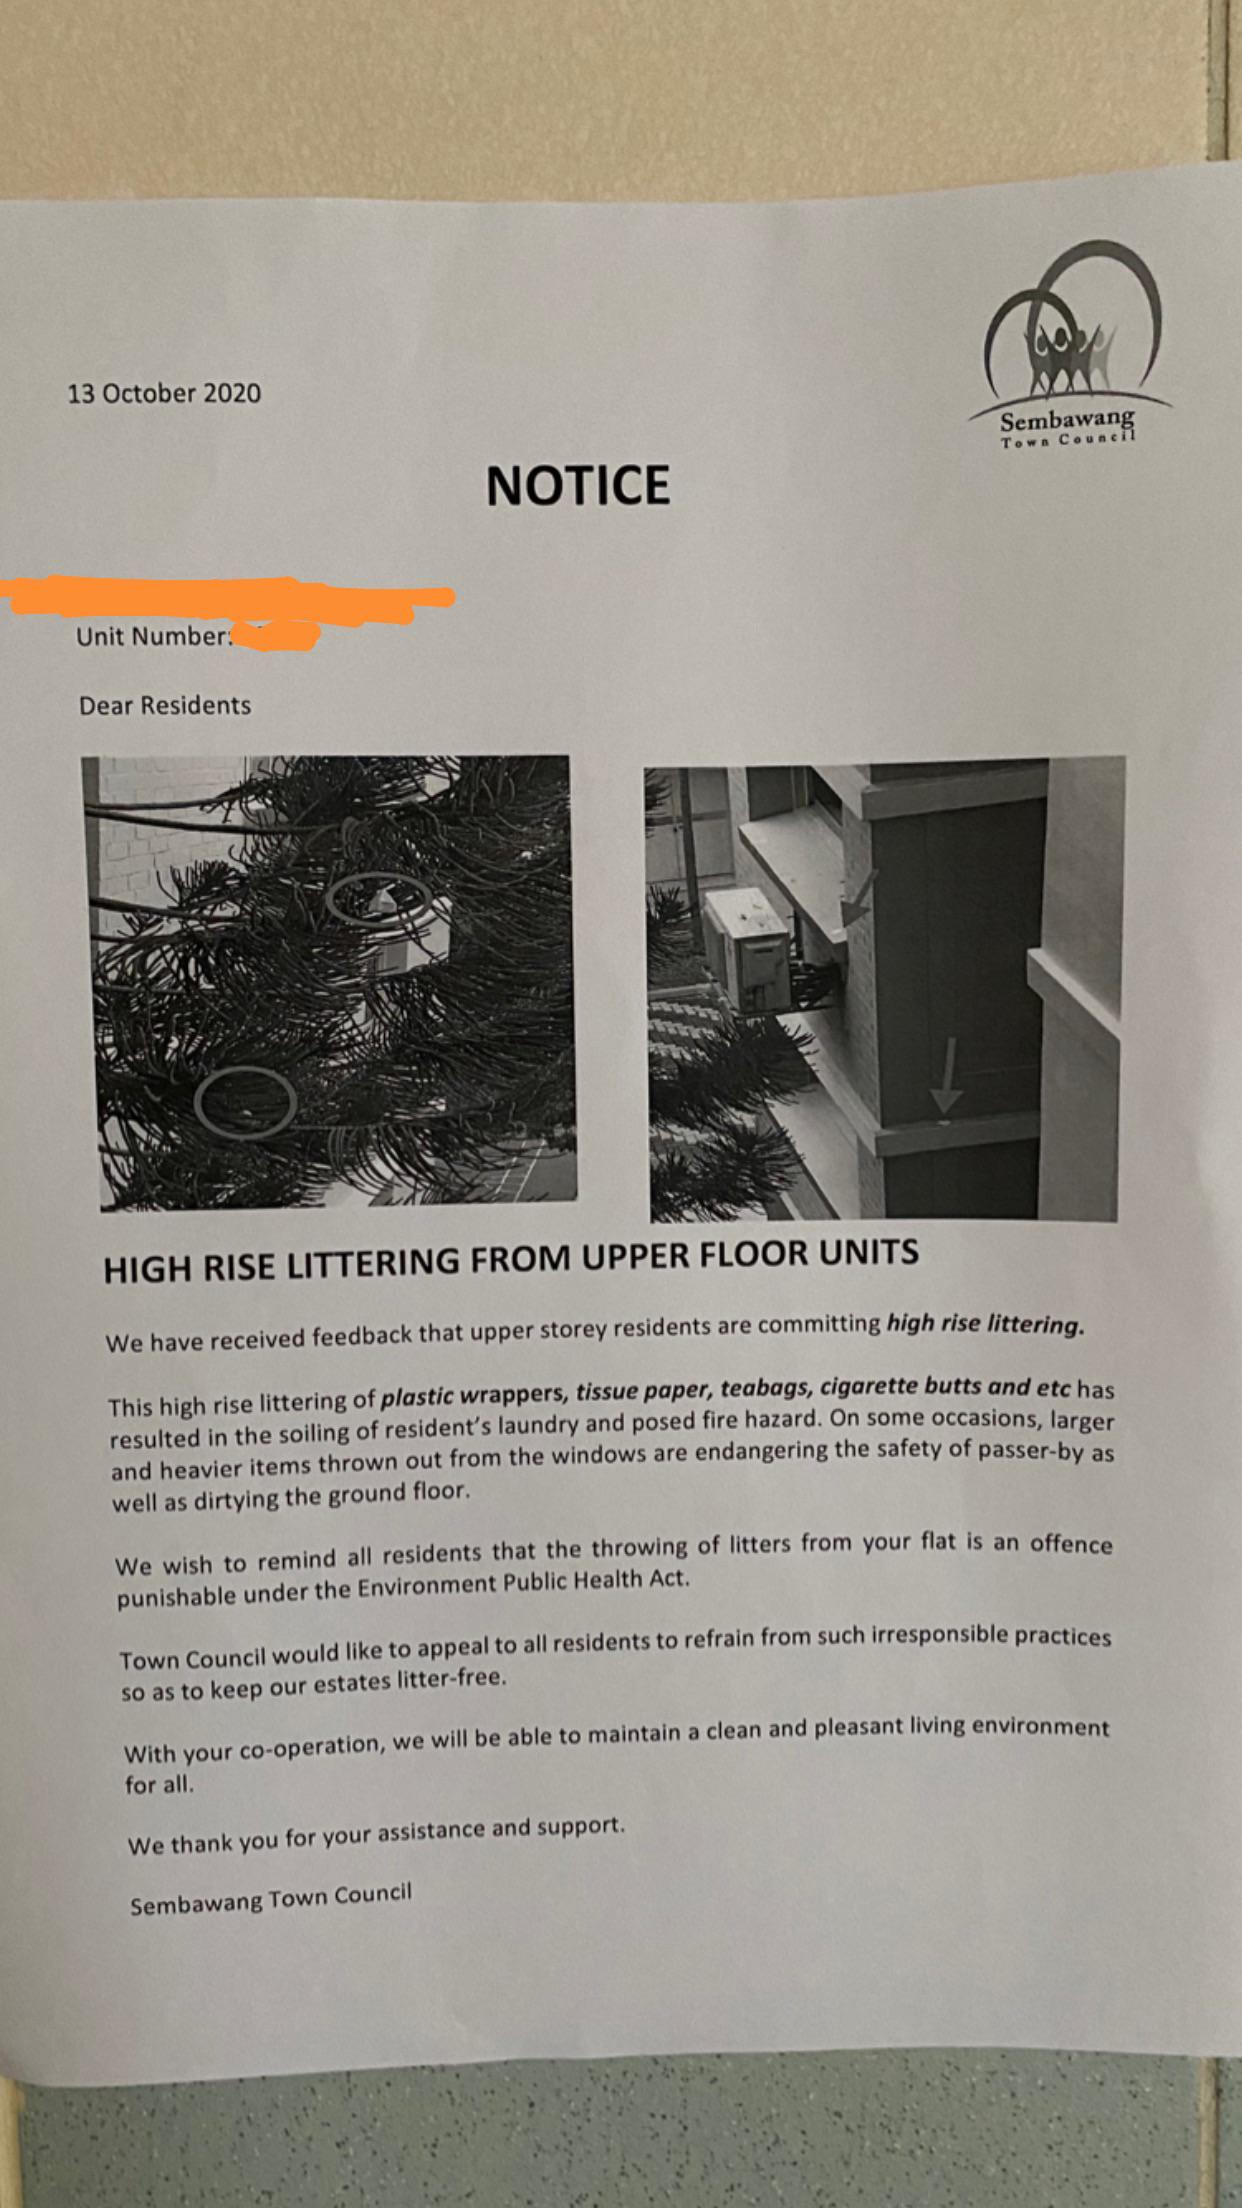 Sembawang
Town Council
13 October 2020
NOTICE
Unit Number:
Dear Residents
HIGH RISE LITTERING FROM UPPER FLOOR UNITS
We have received feedback that upper storey residents are committing high rise littering.
This high rise littering of plastic wrappers, tissue paper, teabags, cigarette butts and etc has
resulted in the soiling of resident's laundry and posed fire hazard. On some occasions, larger
and heavier items thrown out from the windows are endangering the safety of passer-by as
well as dirtying the ground floor.
We wish to remind all residents that the throwing of litters from your flat is an offence
punishable under the Environment Public Health Act.
Town Council would like to appeal to all residents to refrain from such irresponsible practices
so as to keep our estates litter-free.
With your co-operation, we will be able to maintain a clean and pleasant living environment
for all.
We thank you for your assistance and support.
Sembawang Town Council